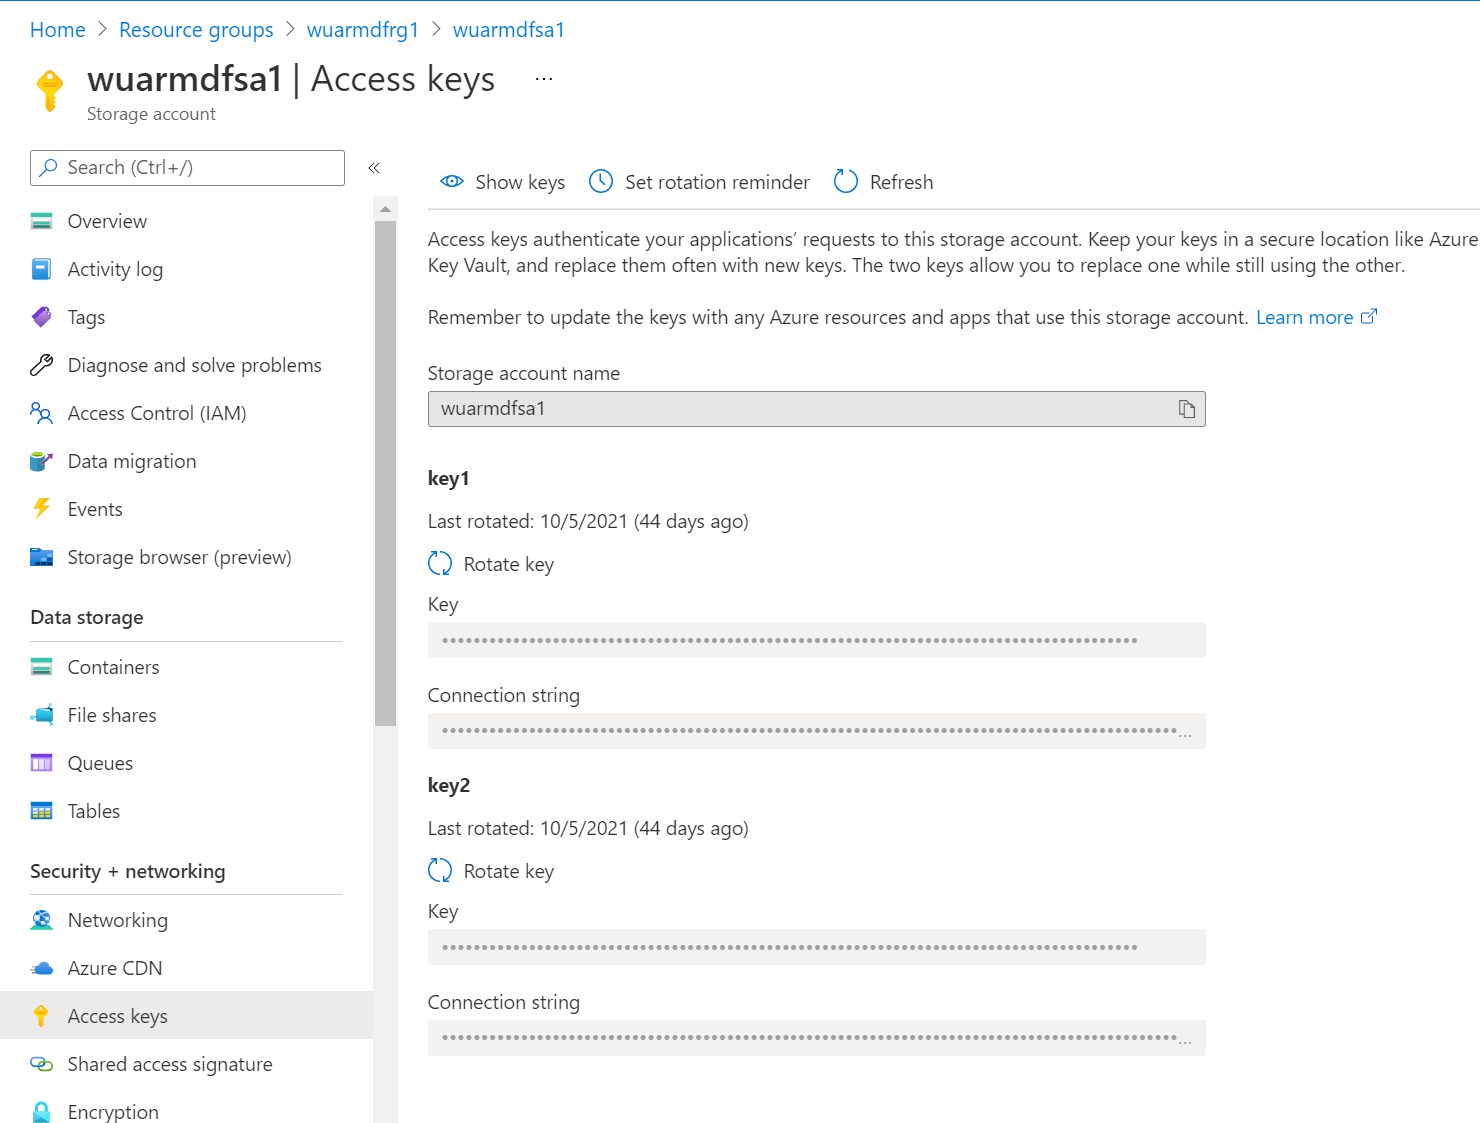 Home > Resource groups > wuarmdfrg1 > wuarmdfsa1
wuarmdfsa1 | Access keys ...
Storage account
Search (Ctrl+/)
«
Overview
Activity log
Tags
Diagnose and solve problems
Access Control (IAM)
Data migration
Events
Storage browser (preview)
Data storage
Containers
File shares
Queues
Tables
Security + networking
Networking
Azure CDN
Access keys
Shared access signature
Encryption
Show keys Set rotation reminder Refresh
Access keys authenticate your applications’ requests to this storage account. Keep your keys in a secure location like Azure
Key Vault, and replace them often with new keys. The two keys allow you to replace one while still using the other.
Remember to update the keys with any Azure resources and apps that use this storage account. Learn more
Storage account name
wuarmdfsa1
key1
Last rotated: 10/5/2021 (44 days ago)
Rotate key
Key
Connection string
key2
Last rotated: 10/5/2021 (44 days ago)
Rotate key
Key
Connection string